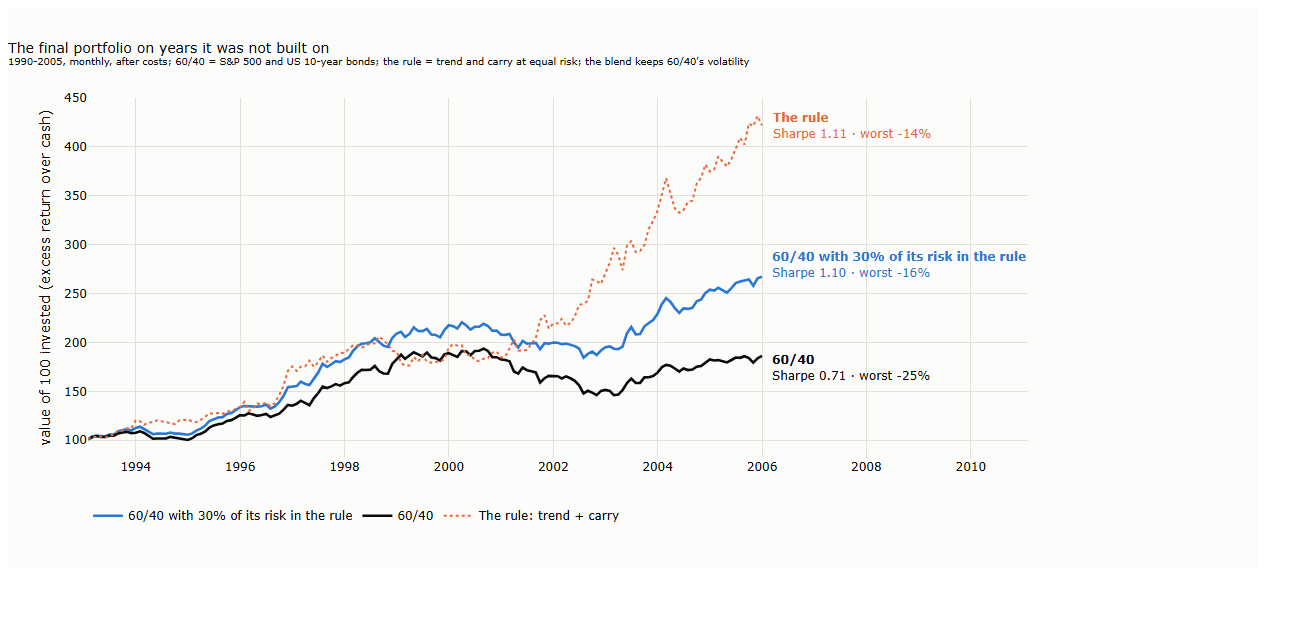 The final portfolio on years it was not built on
1990-2005, monthly, after costs; 60/40 = S&P 500 and US 10-year bonds; the rule = trend and carry at equal risk; the blend keeps 60/40's volatility
value of 100 invested (excess return over cash)
450
400
350
300
250
200
150
100
The rule
Sharpe 1.11 · worst -14%
60/40 with 30% of its risk in the rule
Sharpe 1.10 · worst -16%
60/40
Sharpe 0.71 · worst -25%
1994 1996 1998 2000 2002 2004 2006 2008 2010
60/40 with 30% of its risk in the rule 60/40 The rule: trend + carry